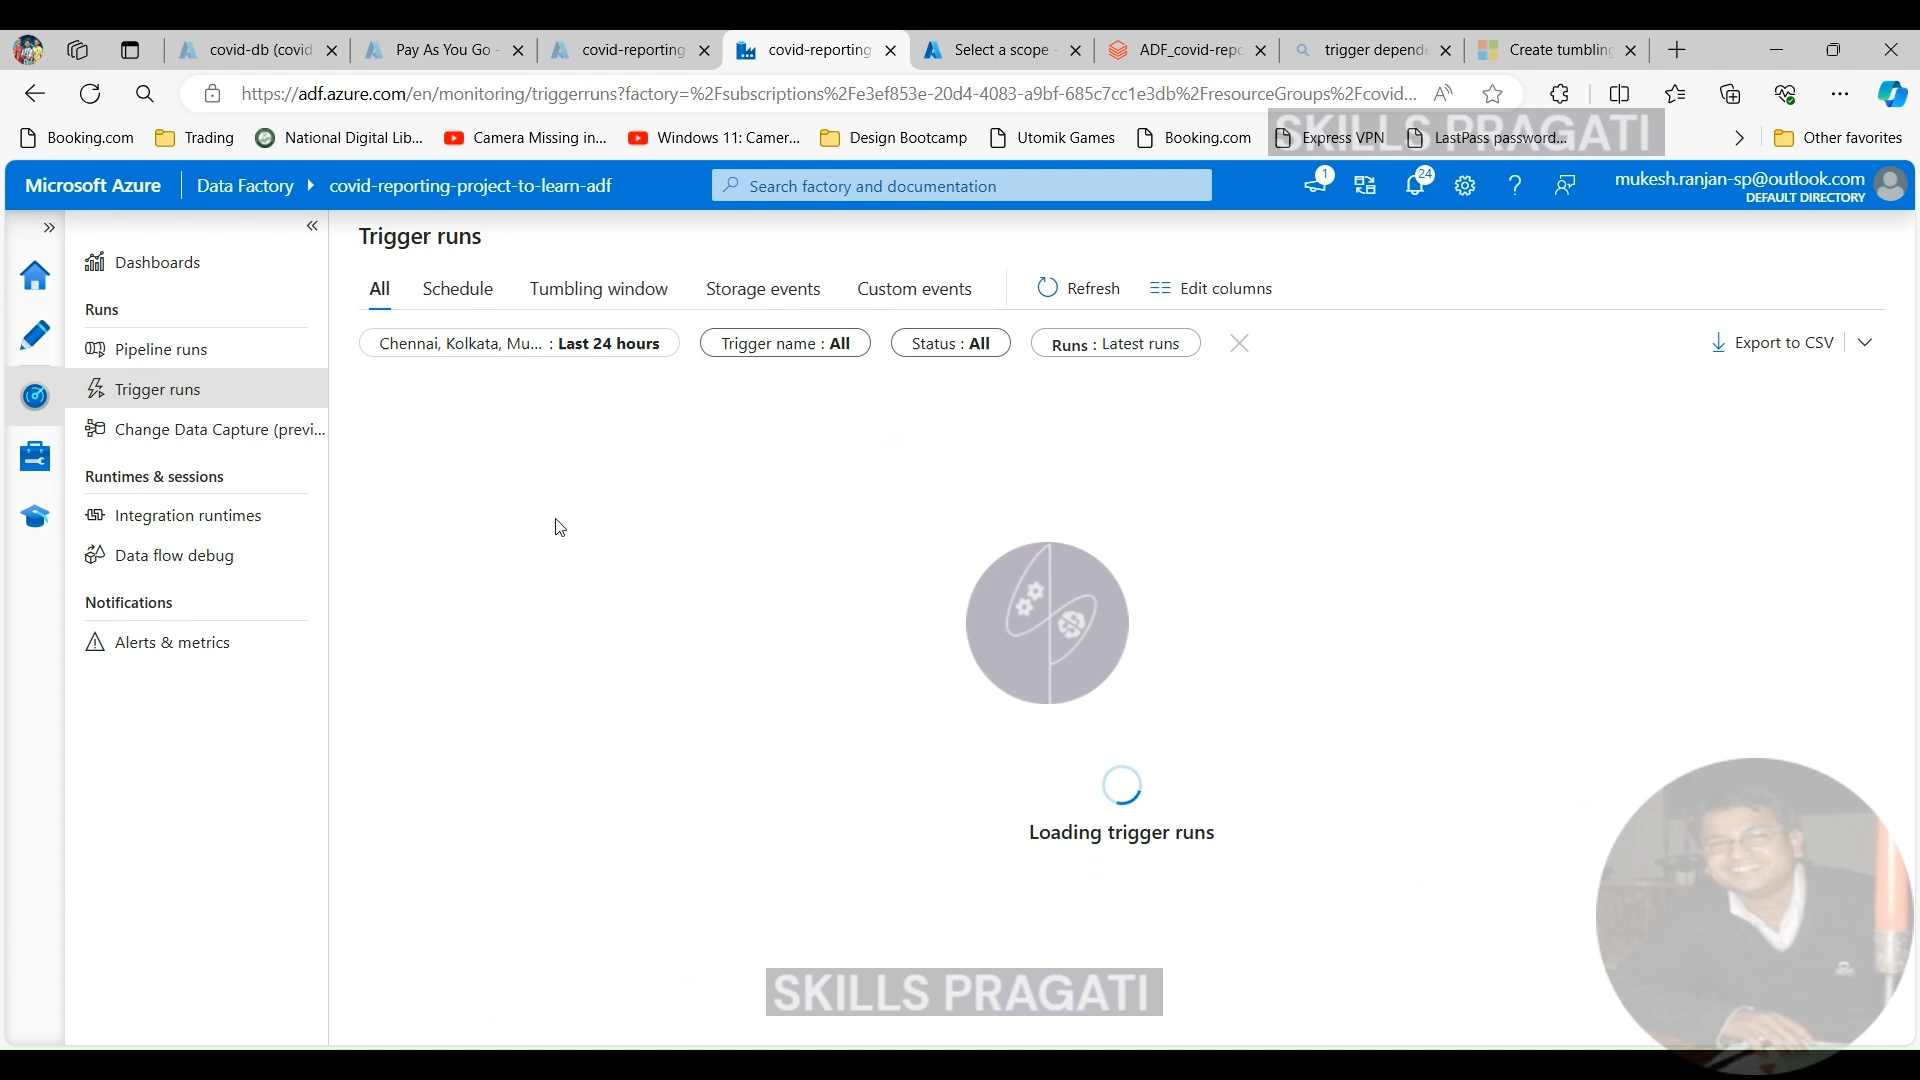 covid-db (covid
Pay As You Go -
covid-reporting
covid-reporting
Select a scope -
ADF_covid-repo
trigger depende
Create tumbling
https://adf.azure.com/en/monitoring/triggerruns?factory=%2Fsubscriptions%2Fe3ef853e-20d4-4083-a9bf-685c7cc1e3db%2FresourceGroups%2Fcovid...
Booking.com
Trading
National Digital Lib...
Camera Missing in...
Windows 11: Camer...
Design Bootcamp
Utomik Games
Booking.com
Express VPN
LastPass password...
Other favorites
SKILLS PRAGATI
Microsoft Azure
Data Factory
covid-reporting-project-to-learn-adf
Search factory and documentation
1
24
mukesh.ranjan-sp@outlook.com
DEFAULT DIRECTORY
Dashboards
Runs
Pipeline runs
Trigger runs
Change Data Capture (previ...
Runtimes & sessions
Integration runtimes
Data flow debug
Notifications
Alerts & metrics
Trigger runs
All
Schedule
Tumbling window
Storage events
Custom events
Refresh
Edit columns
Chennai, Kolkata, Mu... : Last 24 hours
Trigger name : All
Status : All
Runs : Latest runs
Export to CSV
Loading trigger runs
SKILLS PRAGATI